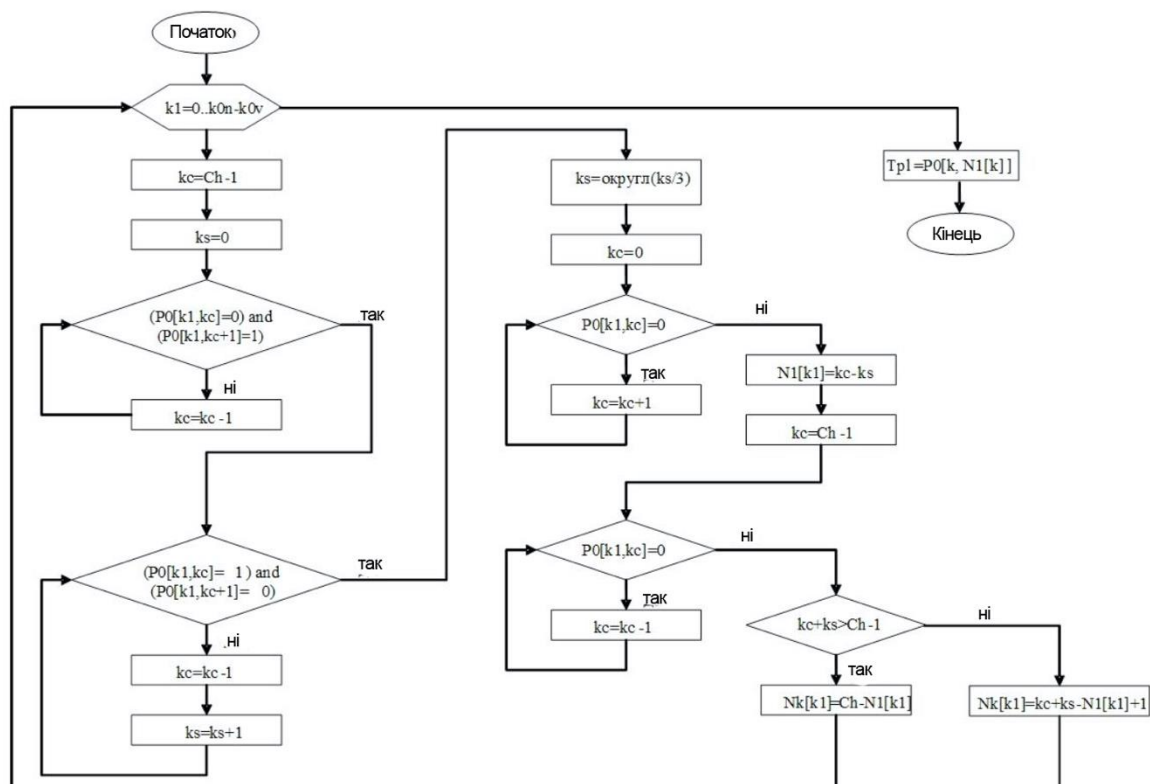 Початок
k1=0..k0n-k0v
kc=Ch-1
ks=0
(P0[k1,kc]=0) and
(P0[k1,kc+1]=1)
так
ні
kc=kc-1
(P0[k1,kc]= 1 ) and
(P0[k1,kc+1]= 0)
так
ні
kc=kc-1
ks=ks+1
ks=округл(ks/3)
kc=0
P0[k1,kc]=0
ні
так
kc=kc+1
N1[k1]=kc-ks
kc=Ch-1
P0[k1,kc]=0
ні
так
kc=kc-1
kc+ks>Ch-1
ні
так
Nk[k1]=Ch-N1[k1]
Nk[k1]=kc+ks-N1[k1]+1
Tpl=P0[k, N1[k] ]
Кінець